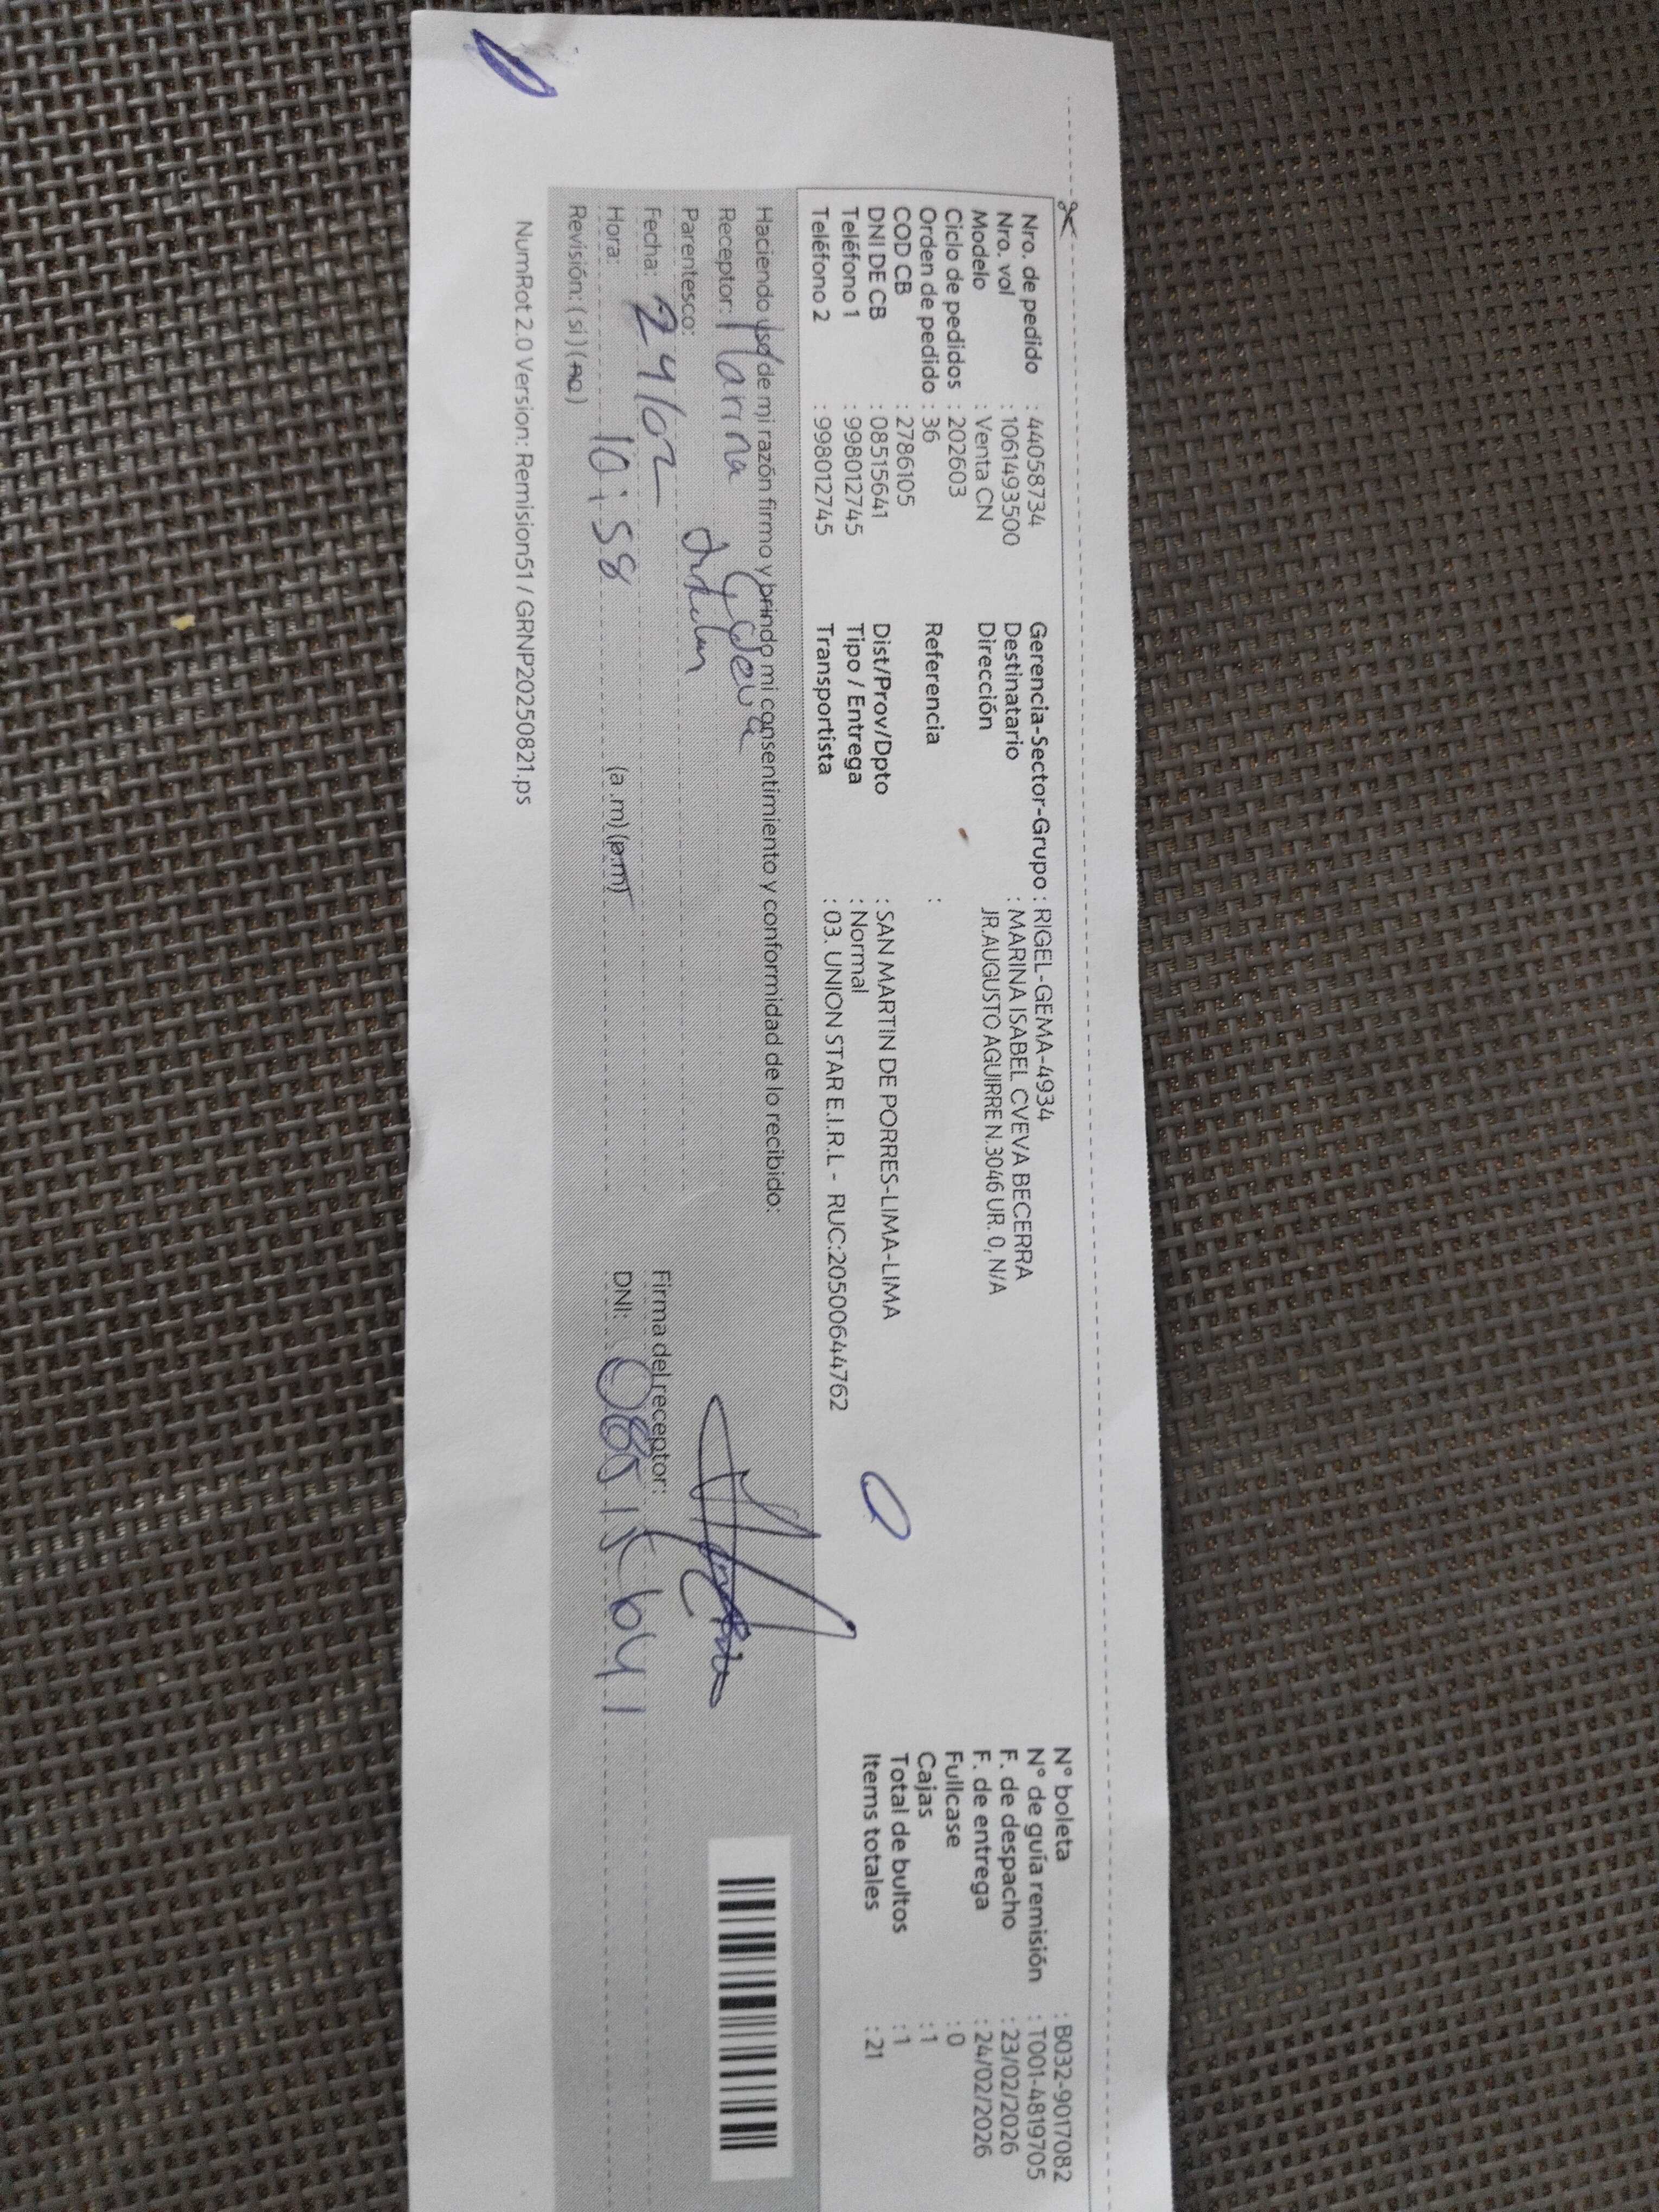 Nro. de pedido : 44058734
Nro. vol : 1061493500
Modelo : Venta CN
Ciclo de pedidos : 202603
Orden de pedido : 36
COD CB : 2786105
DNI DE CB : 08515641
Teléfono 1 : 998012745
Teléfono 2 : 998012745
Gerencia-Sector-Grupo : RIGEL-GEMA-4934
Destinatario : MARINA ISABEL CVEVA BECERRA
Dirección JR.AUGUSTO AGUIRRE N.3046 UR. 0, N/A
Referencia :
Dist/Prov/Dpto : SAN MARTIN DE PORRES-LIMA-LIMA
Tipo / Entrega : Normal
Transportista : 03. UNION STAR E.I.R.L - RUC:20500644762
N° boleta : B032-9017082
N° de guía remisión : T001-4819705
F. de despacho : 23/02/2026
F. de entrega : 24/02/2026
Fullcase : 0
Cajas : 1
Total de bultos : 1
Items totales : 21
Haciendo uso de mi razón firmo y brindo mi consentimiento y conformidad de lo recibido:
Receptor: Marina Cueva
Parentesco:
Fecha: 24/02
Hora: 10:58 (a.m) (p.m)
Revisión: (si) (no)
Firma del receptor:
DNI: 08515641
NumRot 2.0 Version: Remision51 / GRNP20250821.ps